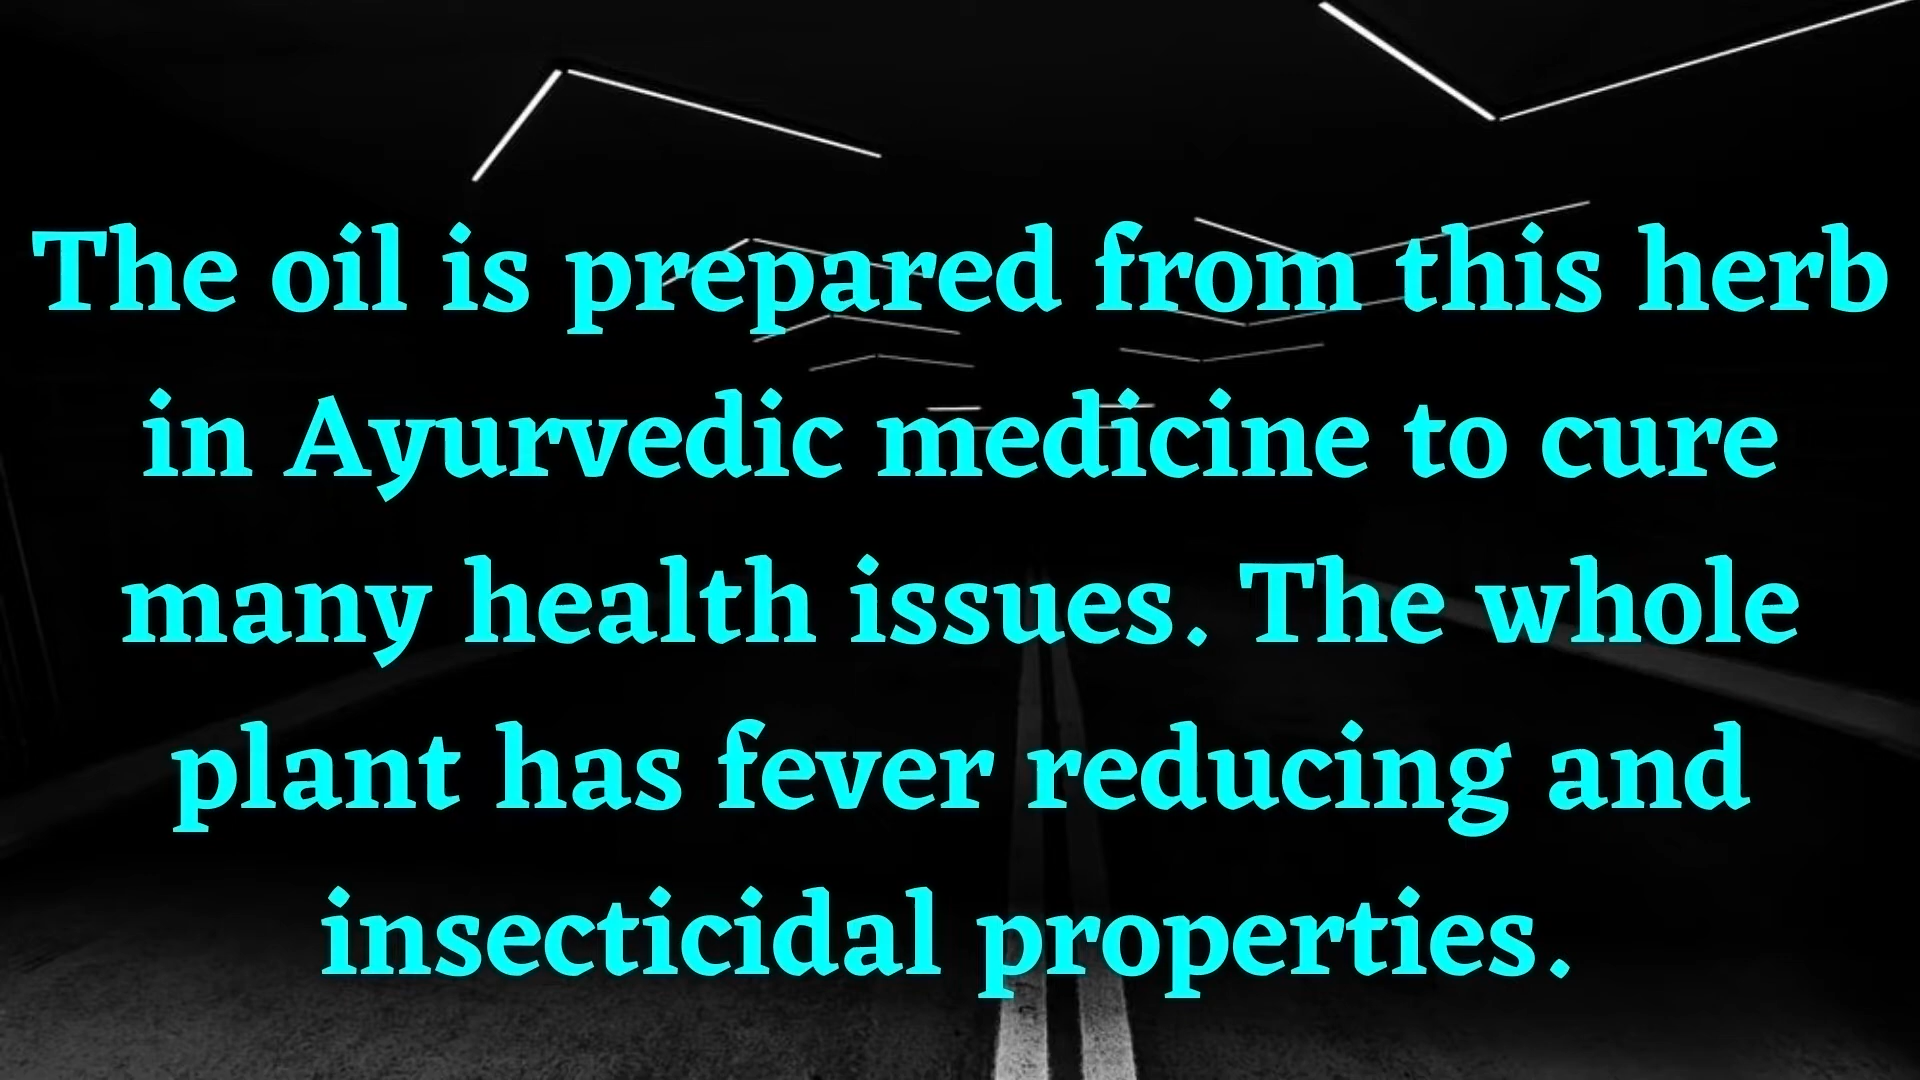 The oil is prepared from this herb
in Ayurvedic medicine to cure
many health issues. The whole
plant has fever reducing and
insecticidal properties.